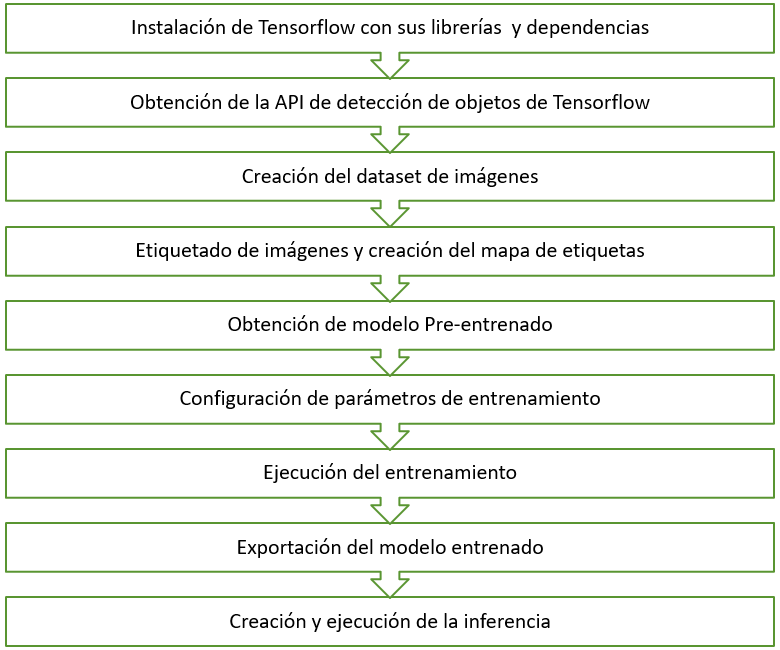 Instalación de Tensorflow con sus librerías  y dependencias
Obtención de la API de detección de objetos de Tensorflow
Creación del dataset de imágenes
Etiquetado de imágenes y creación del mapa de etiquetas
Obtención de modelo Pre-entrenado
Configuración de parámetros de entrenamiento
Ejecución del entrenamiento
Exportación del modelo entrenado
Creación y ejecución de la inferencia